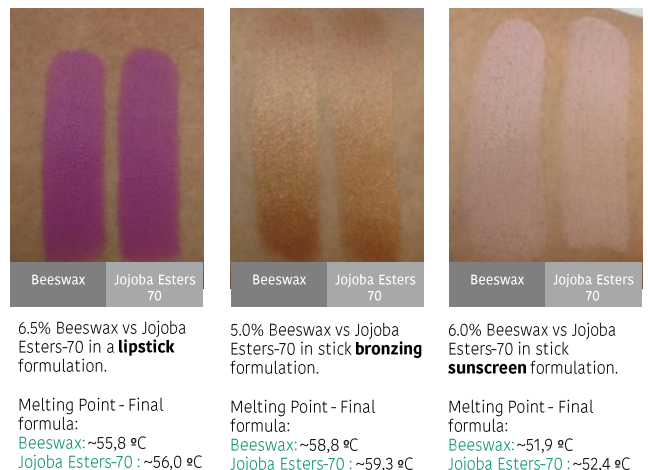 Beeswax
Jojoba Esters
70
6.5% Beeswax vs Jojoba
Esters-70 in a lipstick
formulation.
Melting Point - Final
formula:
Beeswax: ~55,8 ºC
Jojoba Esters-70 : ~56,0 ºC
Beeswax
Jojoba Esters
70
5.0% Beeswax vs Jojoba
Esters-70 in stick bronzing
formulation.
Melting Point - Final
formula:
Beeswax: ~58,8 ºC
Jojoba Esters-70 : ~59.3 ºC
Beeswax
Jojoba Esters
70
6.0% Beeswax vs Jojoba
Esters-70 in stick
sunscreen formulation.
Melting Point - Final
formula:
Beeswax: ~51,9 ºC
Jojoba Esters-70 : ~52.4 ºC